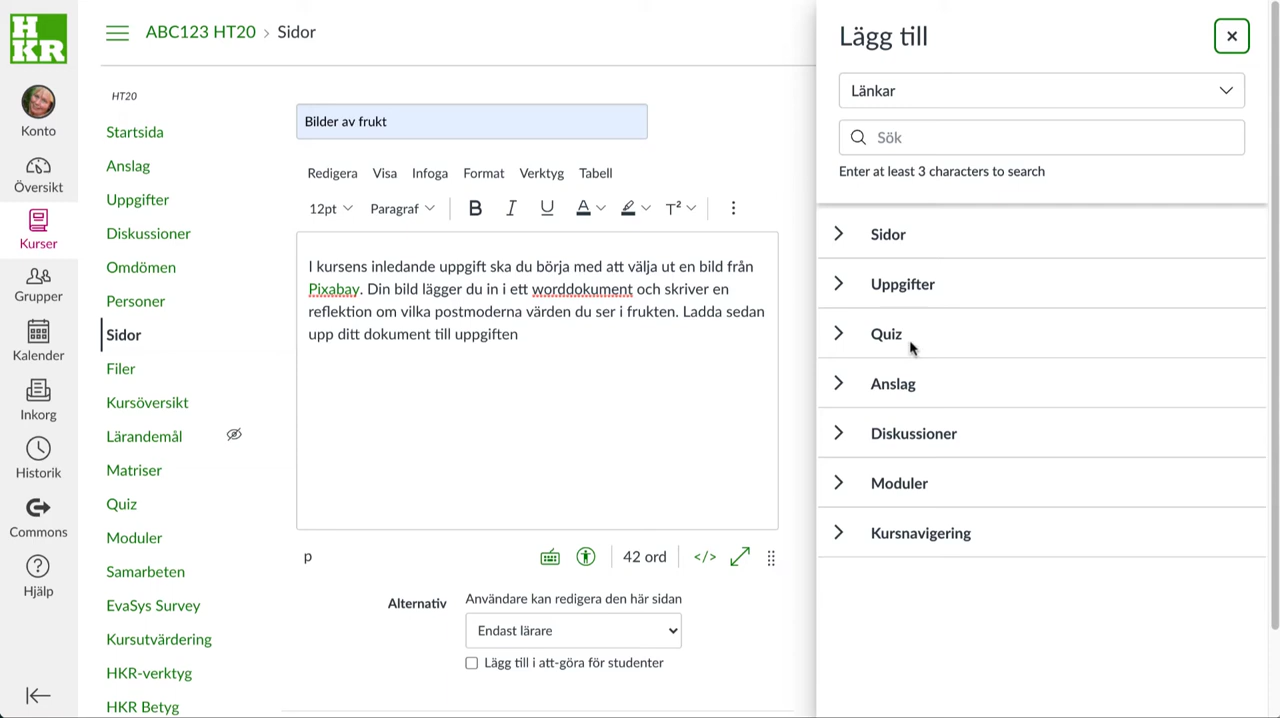 H
KR
Konto
Översikt
Kurser
Grupper
Kalender
Inkorg
Historik
Commons
Hjälp
ABC123 HT20 › Sidor
HT20
Startsida
Anslag
Uppgifter
Diskussioner
Omdömen
Personer
Sidor
Filer
Kursöversikt
Lärandemål
Matriser
Quiz
Moduler
Samarbeten
EvaSys Survey
Kursutvärdering
HKR-verktyg
HKR Betyg
Bilder av frukt
Redigera Visa Infoga Format Verktyg Tabell
12pt Paragraf B I U A T²
I kursens inledande uppgift ska du börja med att välja ut en bild från
Pixabay. Din bild lägger du in i ett worddokument och skriver en
reflektion om vilka postmoderna värden du ser i frukten. Ladda sedan
upp ditt dokument till uppgiften
p 42 ord </>
Alternativ Användare kan redigera den här sidan
Endast lärare
Lägg till i att-göra för studenter
Lägg till
Länkar
Sök
Enter at least 3 characters to search
Sidor
Uppgifter
Quiz
Anslag
Diskussioner
Moduler
Kursnavigering